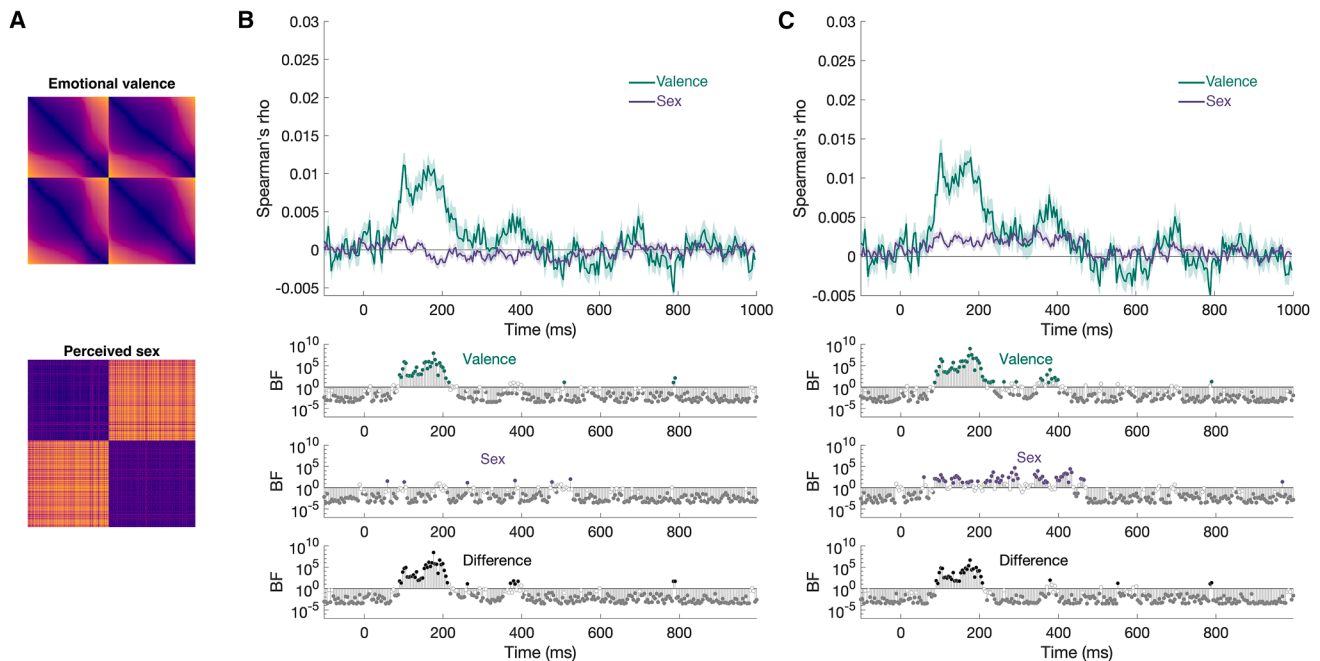 A
Emotional valence
Perceived sex
B
0.03
0.025
0.02
0.015
0.01
0.005
0
-0.005
Spearman's rho
Valence
Sex
0 200 400 600 800 1000
Time (ms)
10^10
10^5
10^0
10^-5
BF
Valence
0 200 400 600 800
10^10
10^5
10^0
10^-5
BF
Sex
0 200 400 600 800
10^10
10^5
10^0
10^-5
BF
Difference
0 200 400 600 800
Time (ms)
C
0.03
0.025
0.02
0.015
0.01
0.005
0
-0.005
Spearman's rho
Valence
Sex
0 200 400 600 800 1000
Time (ms)
10^10
10^5
10^0
10^-5
BF
Valence
0 200 400 600 800
10^10
10^5
10^0
10^-5
BF
Sex
0 200 400 600 800
10^10
10^5
10^0
10^-5
BF
Difference
0 200 400 600 800
Time (ms)